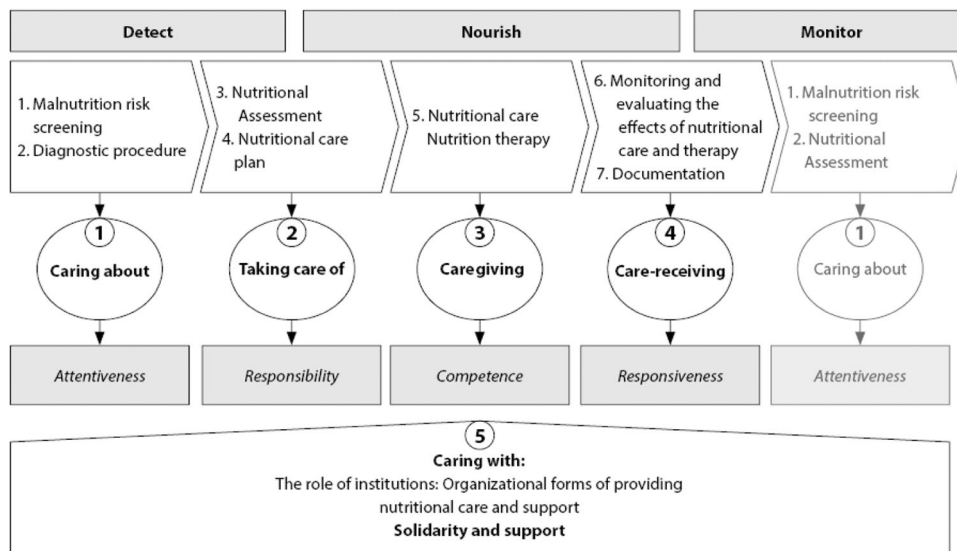 Detect
Nourish
Monitor
1. Malnutrition risk
screening
2. Diagnostic procedure
3. Nutritional
Assessment
4. Nutritional care
plan
5. Nutritional care
Nutrition therapy
6. Monitoring and
evaluating the
effects of nutritional
care and therapy
7. Documentation
1. Malnutrition risk
screening
2. Nutritional
Assessment
1
Caring about
2
Taking care of
3
Caregiving
4
Care-receiving
1
Caring about
Attentiveness
Responsibility
Competence
Responsiveness
Attentiveness
5
Caring with:
The role of institutions: Organizational forms of providing
nutritional care and support
Solidarity and support